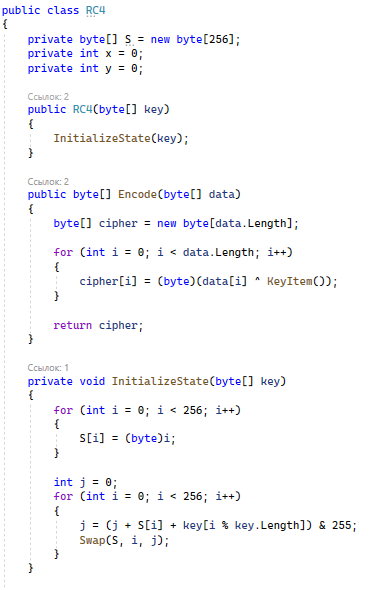 public class RC4
{
    private byte[] S = new byte[256];
    private int x = 0;
    private int y = 0;

    Ссылок: 2
    public RC4(byte[] key)
    {
        InitializeState(key);
    }

    Ссылок: 2
    public byte[] Encode(byte[] data)
    {
        byte[] cipher = new byte[data.Length];

        for (int i = 0; i < data.Length; i++)
        {
            cipher[i] = (byte)(data[i] ^ KeyItem());
        }

        return cipher;
    }

    Ссылок: 1
    private void InitializeState(byte[] key)
    {
        for (int i = 0; i < 256; i++)
        {
            S[i] = (byte)i;
        }

        int j = 0;
        for (int i = 0; i < 256; i++)
        {
            j = (j + S[i] + key[i % key.Length]) & 255;
            Swap(S, i, j);
        }
    }